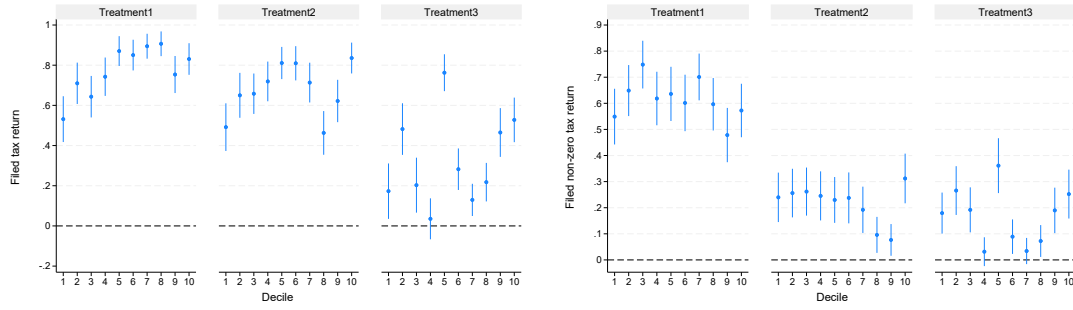 Treatment1 Treatment2 Treatment3
1
.8
.6
.4
.2
0
-.2
Filed tax return
1 2 3 4 5 6 7 8 9 10 1 2 3 4 5 6 7 8 9 10 1 2 3 4 5 6 7 8 9 10
Decile
Treatment1 Treatment2 Treatment3
.9
.8
.7
.6
.5
.4
.3
.2
.1
0
Filed non-zero tax return
1 2 3 4 5 6 7 8 9 10 1 2 3 4 5 6 7 8 9 10 1 2 3 4 5 6 7 8 9 10
Decile